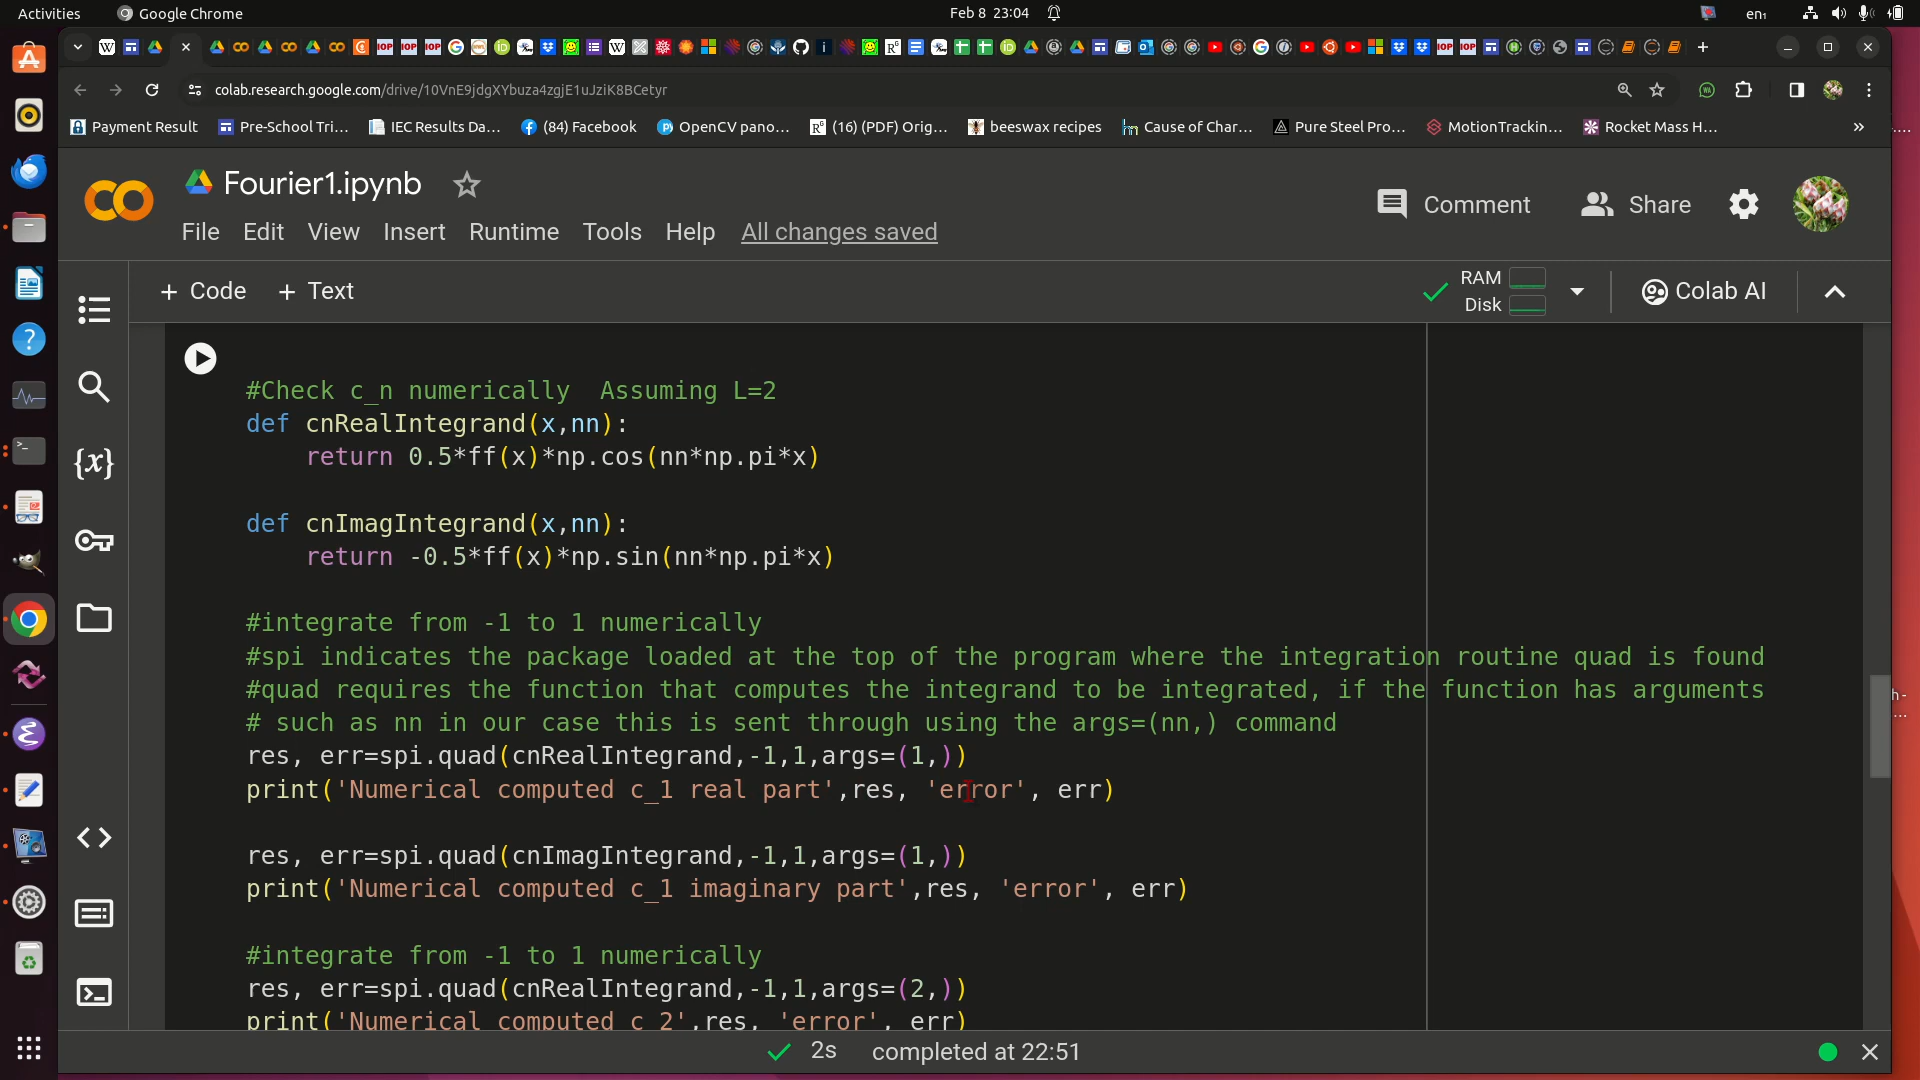 Activities Google Chrome Feb 8 23:04 en₁
colab.research.google.com/drive/10VnE9jdgXYbuza4zgjE1uJziK8BCetyr
Payment Result Pre-School Tri... IEC Results Da... (84) Facebook OpenCV pano... (16) (PDF) Orig... beeswax recipes Cause of Char... Pure Steel Pro... MotionTrackin... Rocket Mass H... »
Fourier1.ipynb
Comment Share
File Edit View Insert Runtime Tools Help All changes saved
+ Code + Text RAM Disk Colab AI
#Check c_n numerically  Assuming L=2
def cnRealIntegrand(x,nn):
    return 0.5*ff(x)*np.cos(nn*np.pi*x)
def cnImagIntegrand(x,nn):
    return -0.5*ff(x)*np.sin(nn*np.pi*x)
#integrate from -1 to 1 numerically
#spi indicates the package loaded at the top of the program where the integration routine quad is found
#quad requires the function that computes the integrand to be integrated, if the function has arguments
# such as nn in our case this is sent through using the args=(nn,) command
res, err=spi.quad(cnRealIntegrand,-1,1,args=(1,))
print('Numerical computed c_1 real part',res, 'error', err)
res, err=spi.quad(cnImagIntegrand,-1,1,args=(1,))
print('Numerical computed c_1 imaginary part',res, 'error', err)
#integrate from -1 to 1 numerically
res, err=spi.quad(cnRealIntegrand,-1,1,args=(2,))
print('Numerical computed c_2',res, 'error', err)
2s completed at 22:51